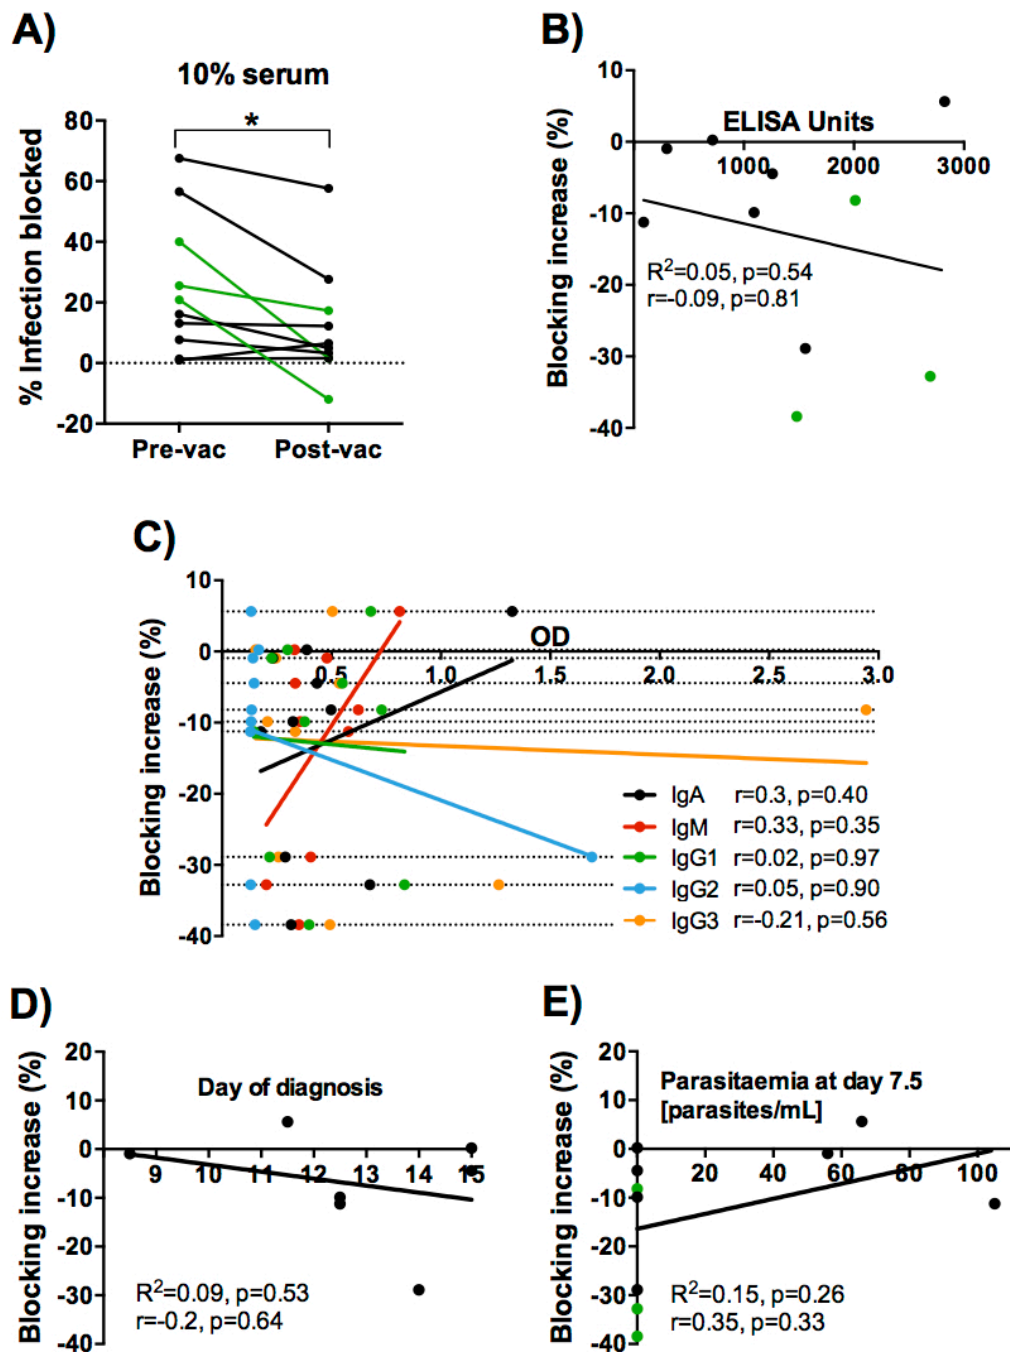 A)
10% serum
*
% Infection blocked
80
60
40
20
0
-20
Pre-vac Post-vac
B)
Blocking increase (%)
10
0
-10
-20
-30
-40
ELISA Units
1000 2000 3000
R²=0.05, p=0.54
r=-0.09, p=0.81
C)
Blocking increase (%)
10
0
-10
-20
-30
-40
OD
0.5 1.0 1.5 2.0 2.5 3.0
IgA r=0.3, p=0.40
IgM r=0.33, p=0.35
IgG1 r=0.02, p=0.97
IgG2 r=0.05, p=0.90
IgG3 r=-0.21, p=0.56
D)
Blocking increase (%)
20
10
0
-10
-20
-30
-40
Day of diagnosis
9 10 11 12 13 14 15
R²=0.09, p=0.53
r=-0.2, p=0.64
E)
Blocking increase (%)
20
10
0
-10
-20
-30
-40
Parasitaemia at day 7.5
[parasites/mL]
20 40 60 80 100
R²=0.15, p=0.26
r=0.35, p=0.33